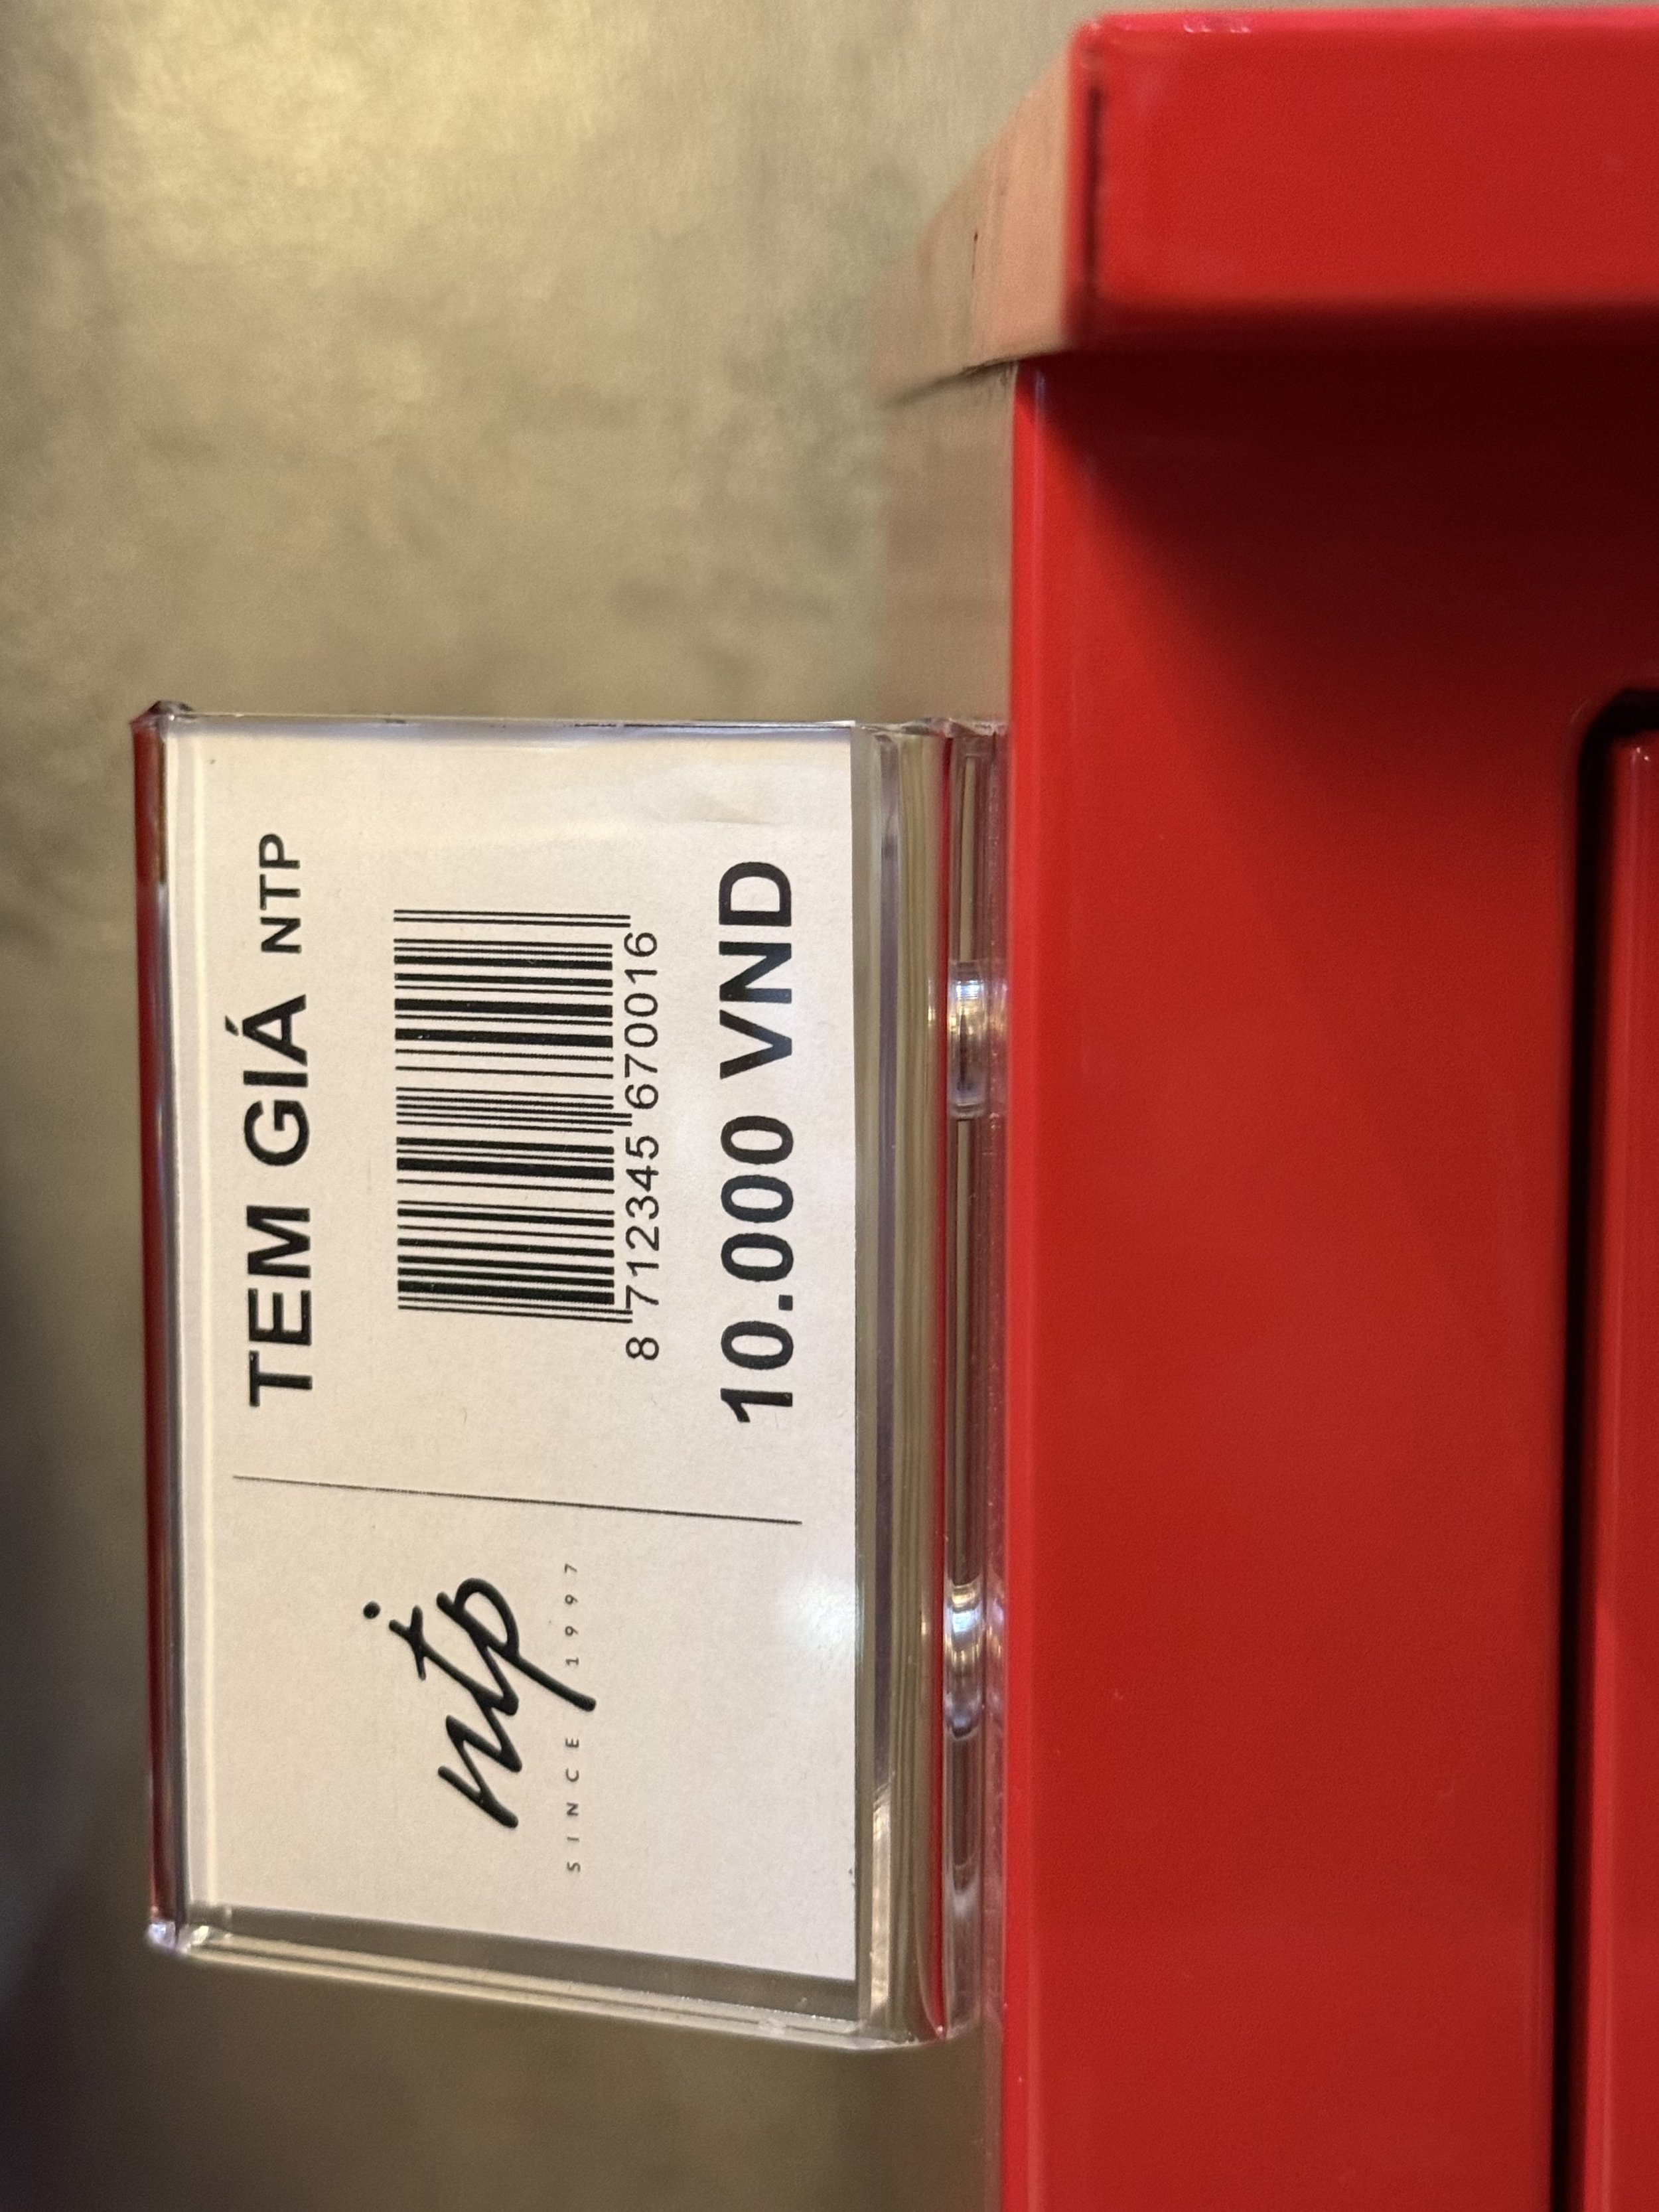 ntp
SINCE 1997
TEM GIÁ NTP
8 712345 670016
10.000 VND